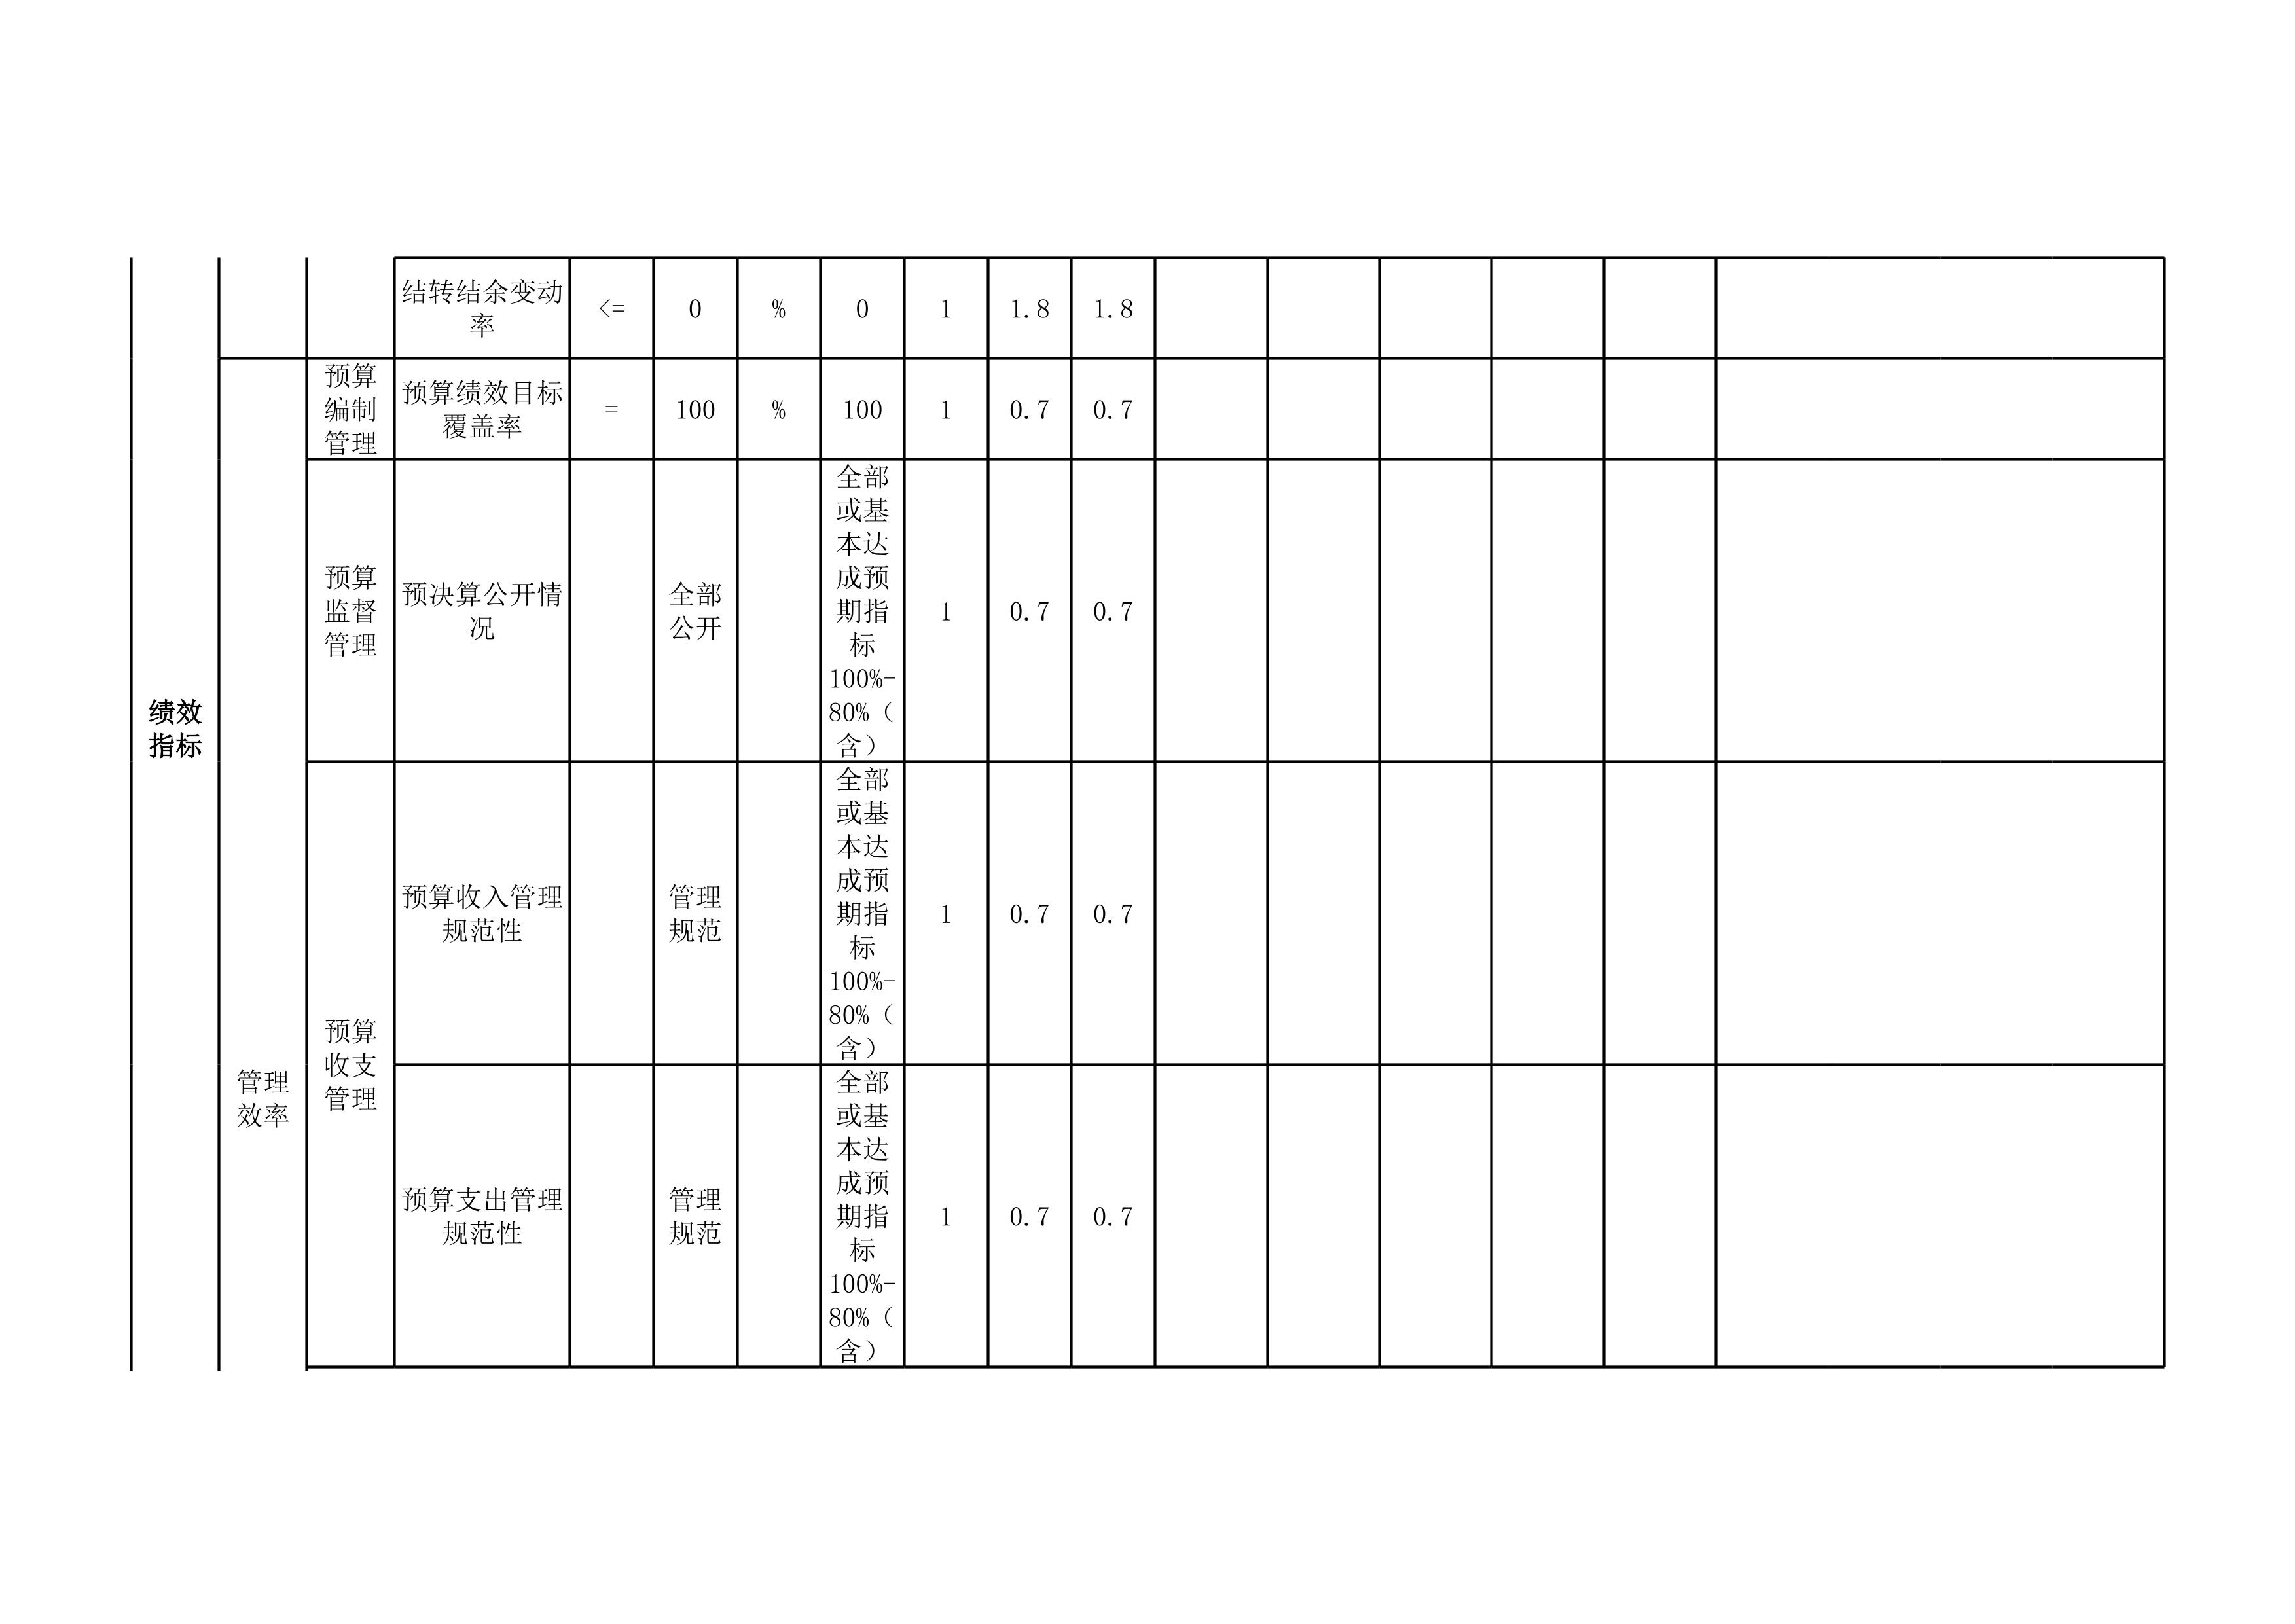 绩效
指标
结转结余变动
率
<=
0
%
0
1
1.8
1.8
管理
效率
预算
编制
管理
预算绩效目标
覆盖率
=
100
%
100
1
0.7
0.7
预算
监督
管理
预决算公开情
况
全部
公开
全部
或基
本达
成预
期指
标
100%-
80%（
含）
1
0.7
0.7
预算
收支
管理
预算收入管理
规范性
管理
规范
全部
或基
本达
成预
期指
标
100%-
80%（
含）
1
0.7
0.7
预算支出管理
规范性
管理
规范
全部
或基
本达
成预
期指
标
100%-
80%（
含）
1
0.7
0.7